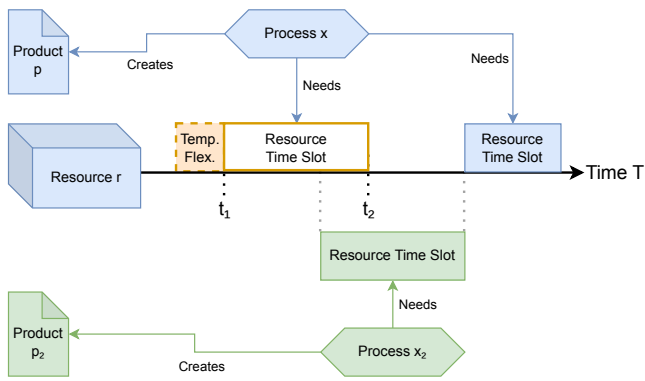 Product
p
Creates
Process x
Needs
Needs
Resource r
Temp.
Flex.
Resource
Time Slot
Resource
Time Slot
Time T
t₁
t₂
Resource Time Slot
Needs
Product
p₂
Creates
Process x₂